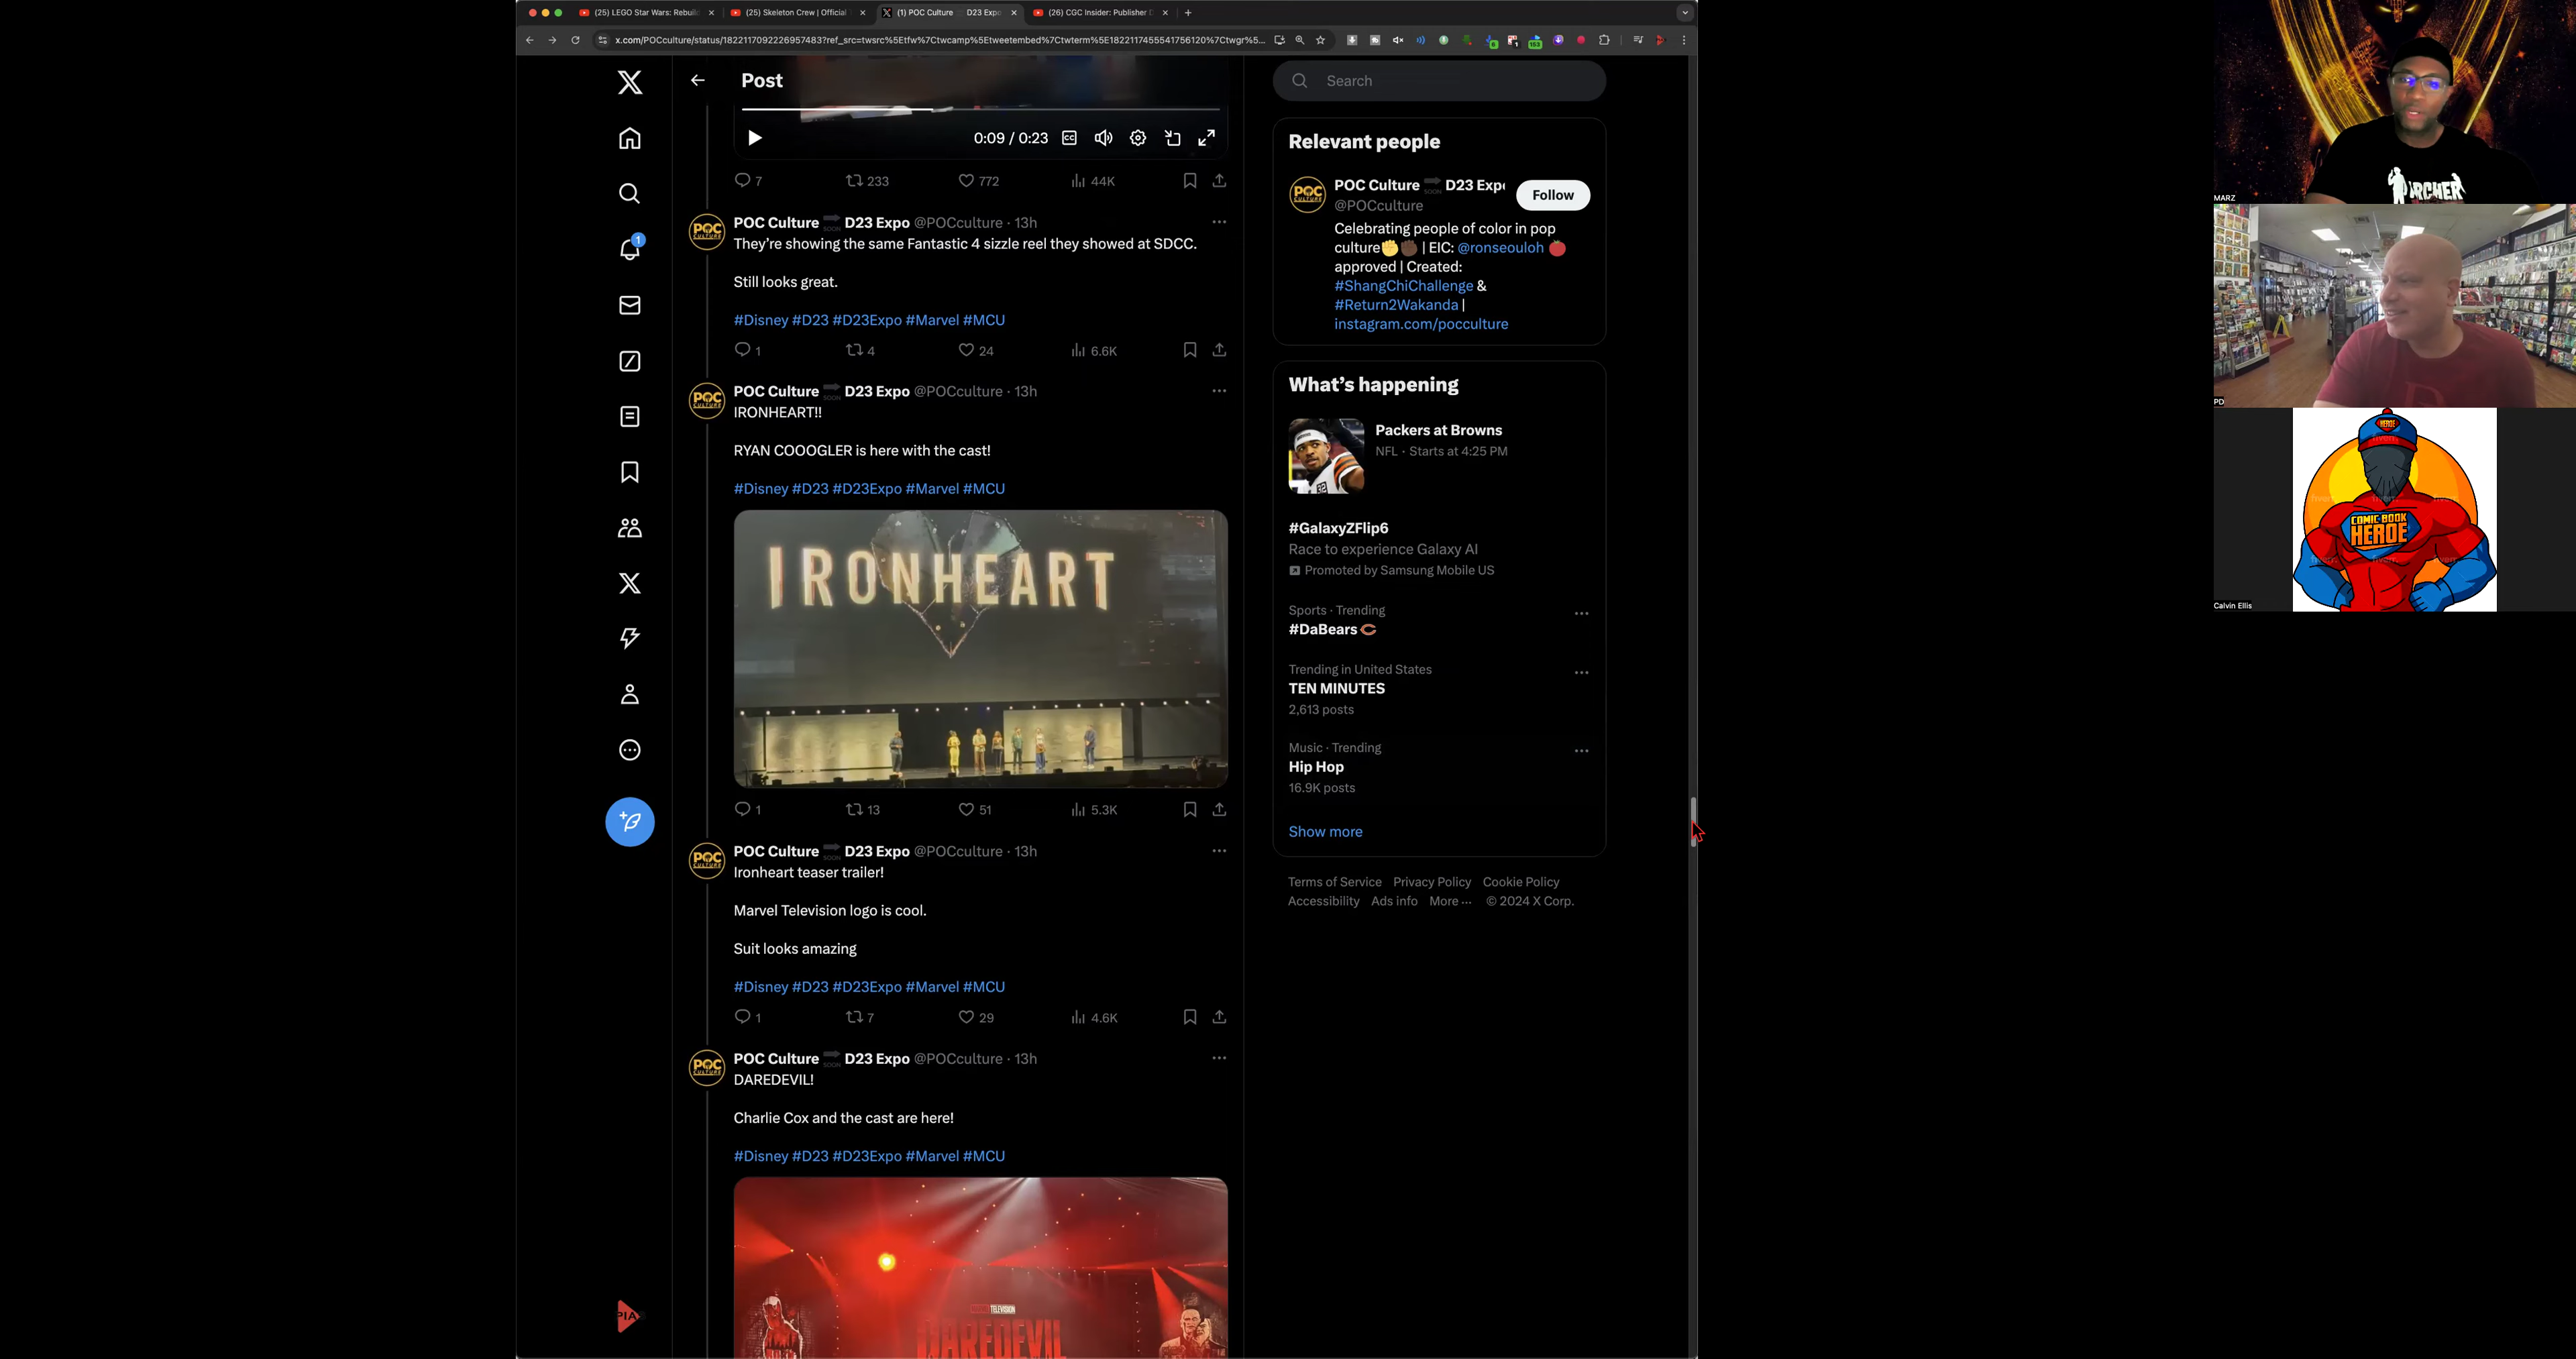 (25) LEGO Star Wars: Rebuil
(25) Skeleton Crew | Official
(1) POC Culture D23 Expo
(26) CGC Insider: Publisher D
x.com/POCculture/status/1822117092226957483?ref_src=twsrc%5Etfw%7Ctwcamp%5Etweetembed%7Ctwterm%5E1822117455541756120%7Ctwgr%5...
Post
0:09 / 0:23
CC
7 233 772 44K
POC Culture SOON D23 Expo @POCculture · 13h
They're showing the same Fantastic 4 sizzle reel they showed at SDCC.
Still looks great.
#Disney #D23 #D23Expo #Marvel #MCU
1 4 24 6.6K
POC Culture SOON D23 Expo @POCculture · 13h
IRONHEART!!
RYAN COOOGLER is here with the cast!
#Disney #D23 #D23Expo #Marvel #MCU
IRONHEART
1 13 51 5.3K
POC Culture SOON D23 Expo @POCculture · 13h
Ironheart teaser trailer!
Marvel Television logo is cool.
Suit looks amazing
#Disney #D23 #D23Expo #Marvel #MCU
1 7 29 4.6K
POC Culture SOON D23 Expo @POCculture · 13h
DAREDEVIL!
Charlie Cox and the cast are here!
#Disney #D23 #D23Expo #Marvel #MCU
TELEVISION
DAREDEVIL
Search
Relevant people
POC CULTURE
POC Culture SOON D23 Expo
@POCculture
Follow
Celebrating people of color in pop
culture✊✊🏿 | EIC: @ronseouloh 🍅
approved | Created:
#ShangChiChallenge &
#Return2Wakanda |
instagram.com/pocculture
What's happening
Packers at Browns
NFL · Starts at 4:25 PM
#GalaxyZFlip6
Race to experience Galaxy AI
Promoted by Samsung Mobile US
Sports · Trending
#DaBears
Trending in United States
TEN MINUTES
2,613 posts
Music · Trending
Hip Hop
16.9K posts
Show more
Terms of Service Privacy Policy Cookie Policy
Accessibility Ads info More ··· © 2024 X Corp.
MARZ
PD
HEROE
COMIC BOOK
HEROE
Calvin Ellis